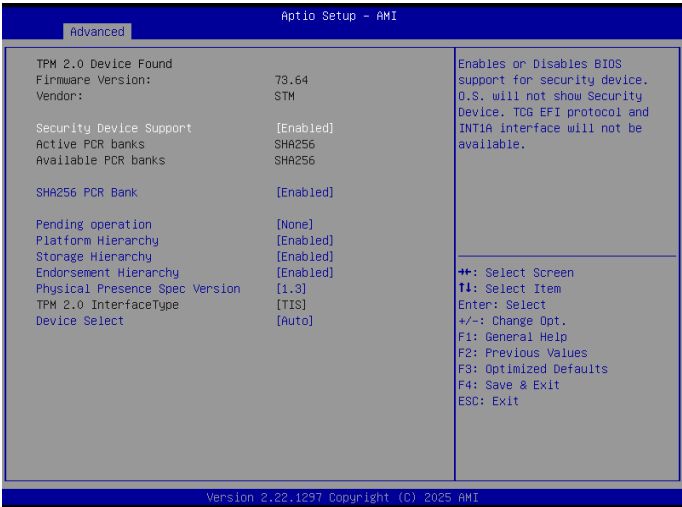 Aptio Setup – AMI
Advanced
TPM 2.0 Device Found
Firmware Version: 73.64
Vendor: STM
Security Device Support [Enabled]
Active PCR banks SHA256
Available PCR banks SHA256
SHA256 PCR Bank [Enabled]
Pending operation [None]
Platform Hierarchy [Enabled]
Storage Hierarchy [Enabled]
Endorsement Hierarchy [Enabled]
Physical Presence Spec Version [1.3]
TPM 2.0 InterfaceType [TIS]
Device Select [Auto]
Enables or Disables BIOS
support for security device.
O.S. will not show Security
Device. TCG EFI protocol and
INT1A interface will not be
available.
→←: Select Screen
↑↓: Select Item
Enter: Select
+/-: Change Opt.
F1: General Help
F2: Previous Values
F3: Optimized Defaults
F4: Save & Exit
ESC: Exit
Version 2.22.1297 Copyright (C) 2025 AMI